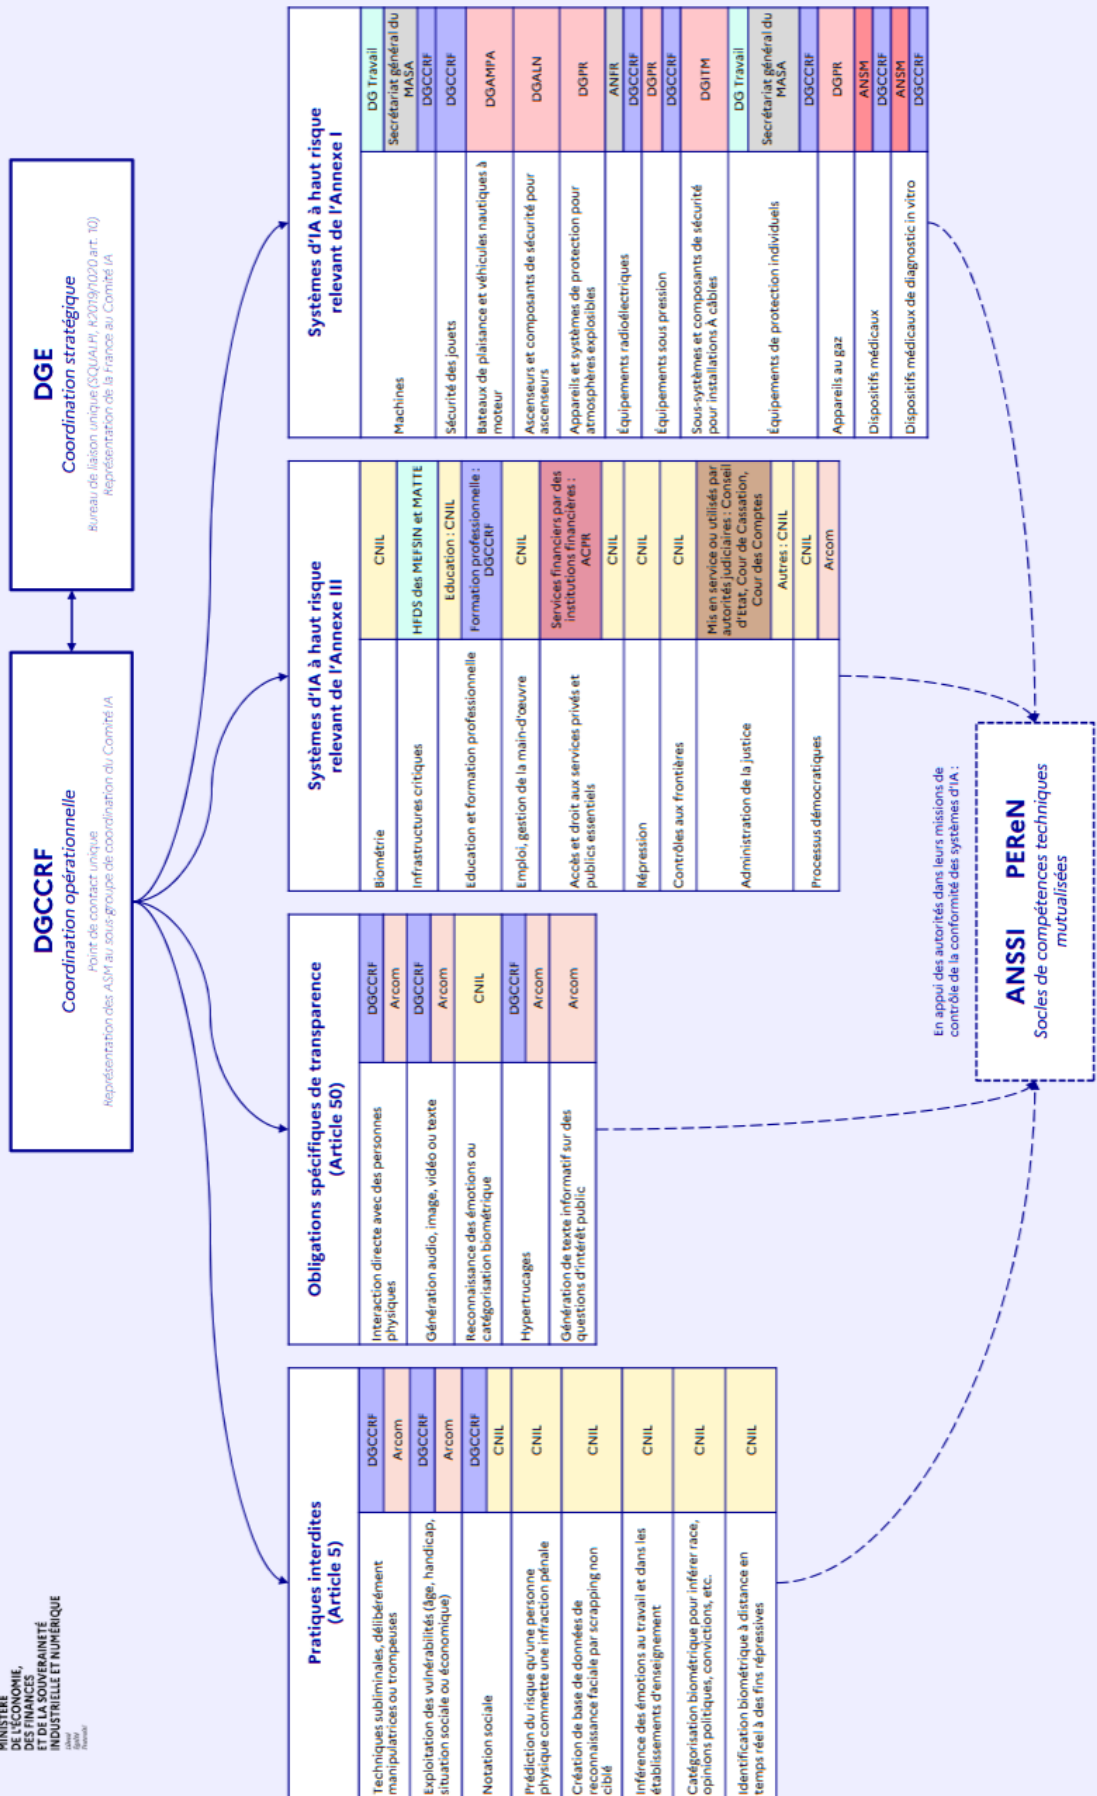 MINISTÈRE
DE L'ÉCONOMIE,
DES FINANCES
ET DE LA SOUVERAINETÉ
INDUSTRIELLE ET NUMÉRIQUE
DGCCRF
Coordination opérationnelle
Point de contact unique
Représentation des ASM au sous-groupe de coordination du Comité IA
DGE
Coordination stratégique
Bureau de liaison unique (SQUALPI, R2019/1020 art. 10)
Représentation de la France au Comité IA
Pratiques interdites
(Article 5)
Techniques subliminales, délibérément
manipulatrices ou trompeuses
DGCCRF
Arcom
Exploitation des vulnérabilités (âge, handicap,
situation sociale ou économique)
DGCCRF
Arcom
Notation sociale
DGCCRF
CNIL
Prédiction du risque qu'une personne
physique commette une infraction pénale
CNIL
Création de base de données de
reconnaissance faciale par scrapping non
ciblé
CNIL
Inférence des émotions au travail et dans les
établissements d'enseignement
CNIL
Catégorisation biométrique pour inférer race,
opinions politiques, convictions, etc.
CNIL
Identification biométrique à distance en
temps réel à des fins répressives
CNIL
Obligations spécifiques de transparence
(Article 50)
Interaction directe avec des personnes
physiques
DGCCRF
Arcom
Génération audio, image, vidéo ou texte
DGCCRF
Arcom
Reconnaissance des émotions ou
catégorisation biométrique
CNIL
Hypertrucages
DGCCRF
Arcom
Génération de texte informatif sur des
questions d'intérêt public
Arcom
Systèmes d'IA à haut risque
relevant de l'Annexe III
Biométrie
CNIL
Infrastructures critiques
HFDS des MEFSIN et MATTE
Education et formation professionnelle
Education : CNIL
Formation professionnelle :
DGCCRF
Emploi, gestion de la main-d'œuvre
CNIL
Accès et droit aux services privés et
publics essentiels
Services financiers par des
institutions financières :
ACPR
CNIL
Répression
CNIL
Contrôles aux frontières
CNIL
Administration de la justice
Mis en service ou utilisés par
autorités judiciaires : Conseil
d'Etat, Cour de Cassation,
Cour des Comptes
Autres : CNIL
Processus démocratiques
CNIL
Arcom
Systèmes d'IA à haut risque
relevant de l'Annexe I
Machines
DG Travail
Secrétariat général du
MASA
DGCCRF
Sécurité des jouets
DGCCRF
Bateaux de plaisance et véhicules nautiques à
moteur
DGAMPA
Ascenseurs et composants de sécurité pour
ascenseurs
DGALN
Appareils et systèmes de protection pour
atmosphères explosibles
DGPR
Équipements radioélectriques
ANFR
DGCCRF
Équipements sous pression
DGPR
DGCCRF
Sous-systèmes et composants de sécurité
pour installations À câbles
DGITM
Équipements de protection individuels
DG Travail
Secrétariat général du
MASA
DGCCRF
Appareils au gaz
DGPR
Dispositifs médicaux
ANSM
DGCCRF
Dispositifs médicaux de diagnostic in vitro
ANSM
DGCCRF
En appui des autorités dans leurs missions de
contrôle de la conformité des systèmes d'IA :
ANSSI PEReN
Socles de compétences techniques
mutualisées